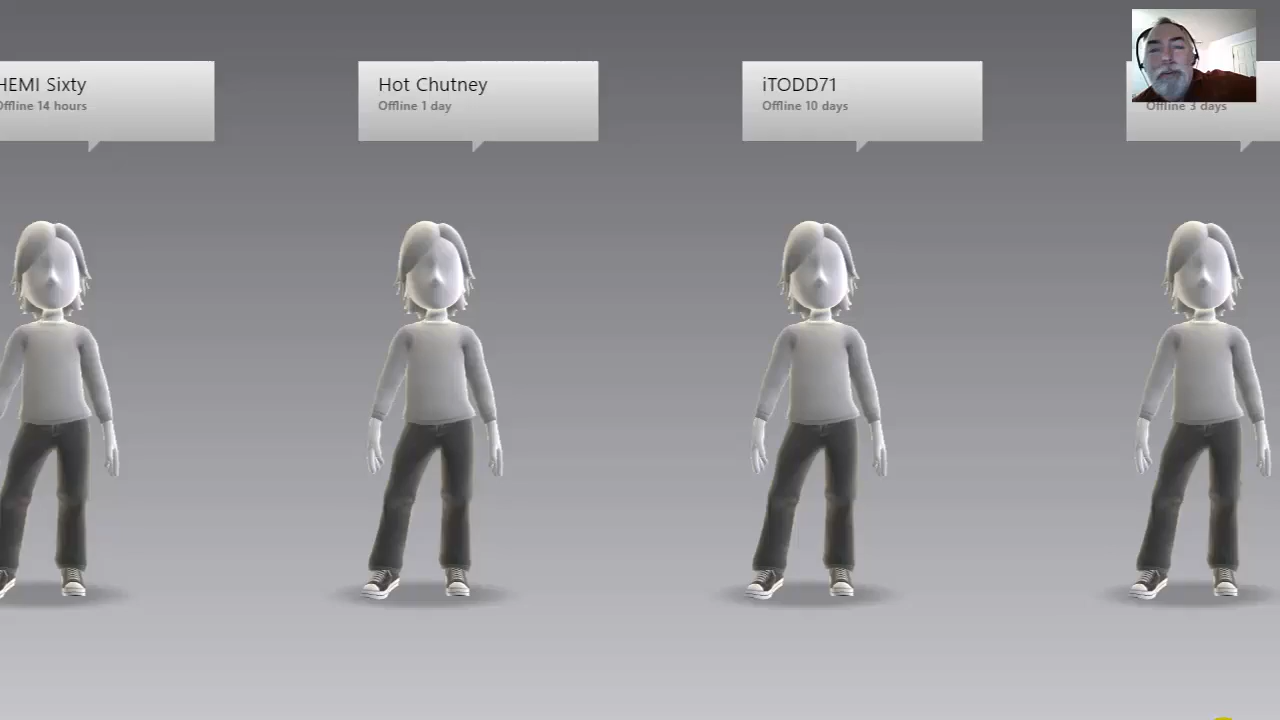 HEMI Sixty
Offline 14 hours
Hot Chutney
Offline 1 day
iTODD71
Offline 10 days
Offline 3 days